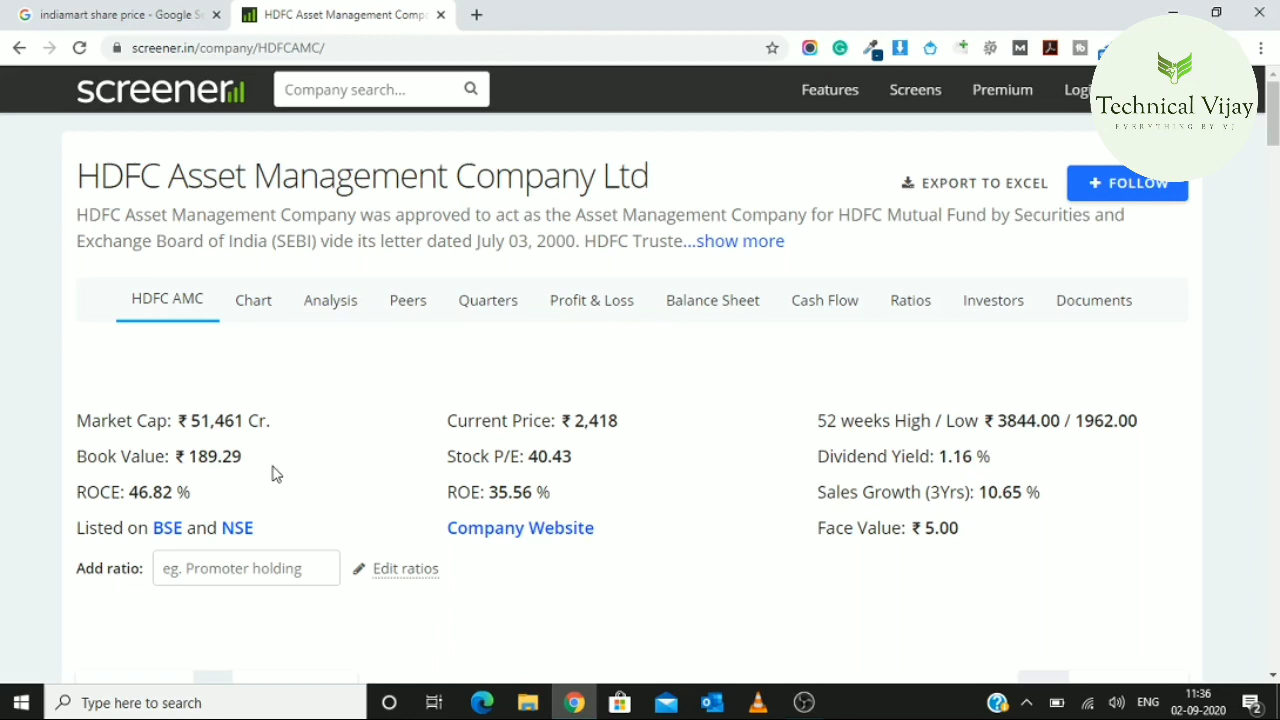 indiamart share price - Google Se
HDFC Asset Management Compa
screener.in/company/HDFCAMC/
screener
Company search...
Features
Screens
Premium
Technical Vijay
EVERYTHING BY VJ
HDFC Asset Management Company Ltd
EXPORT TO EXCEL
FOLLOW
HDFC Asset Management Company was approved to act as the Asset Management Company for HDFC Mutual Fund by Securities and
Exchange Board of India (SEBI) vide its letter dated July 03, 2000. HDFC Truste...show more
HDFC AMC Chart Analysis Peers Quarters Profit & Loss Balance Sheet Cash Flow Ratios Investors Documents
Market Cap: ₹ 51,461 Cr. Current Price: ₹ 2,418 52 weeks High / Low ₹ 3844.00 / 1962.00
Book Value: ₹ 189.29 Stock P/E: 40.43 Dividend Yield: 1.16 %
ROCE: 46.82 % ROE: 35.56 % Sales Growth (3Yrs): 10.65 %
Listed on BSE and NSE Company Website Face Value: ₹ 5.00
Add ratio: eg. Promoter holding Edit ratios
Type here to search
ENG
11:36
02-09-2020